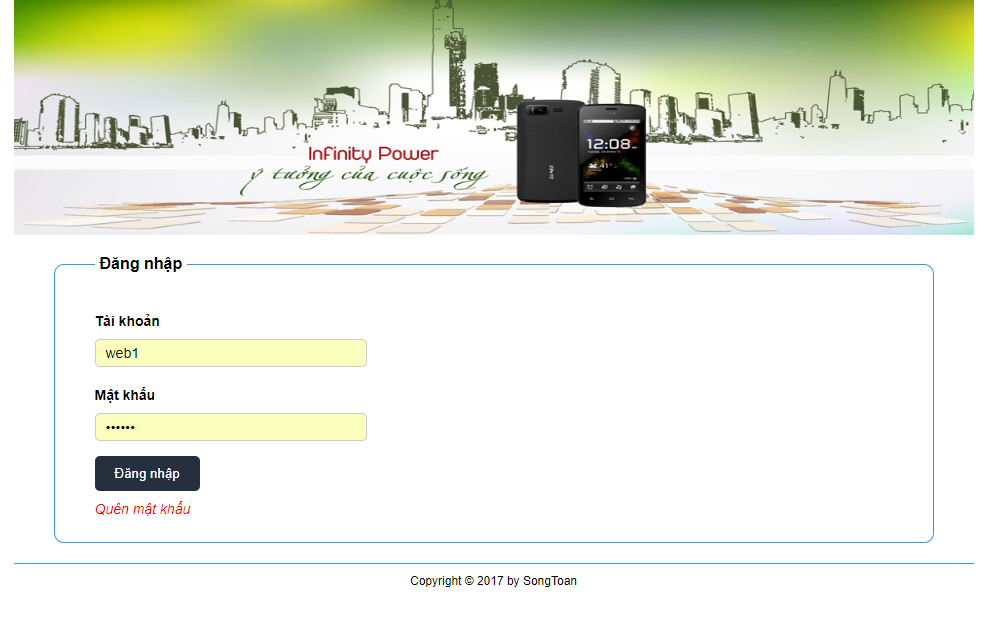 Infinity Power
ý tưởng của cuộc sống
12:08
41°
Đăng nhập
Tài khoản
web1
Mật khẩu
••••••
Đăng nhập
Quên mật khẩu
Copyright © 2017 by SongToan